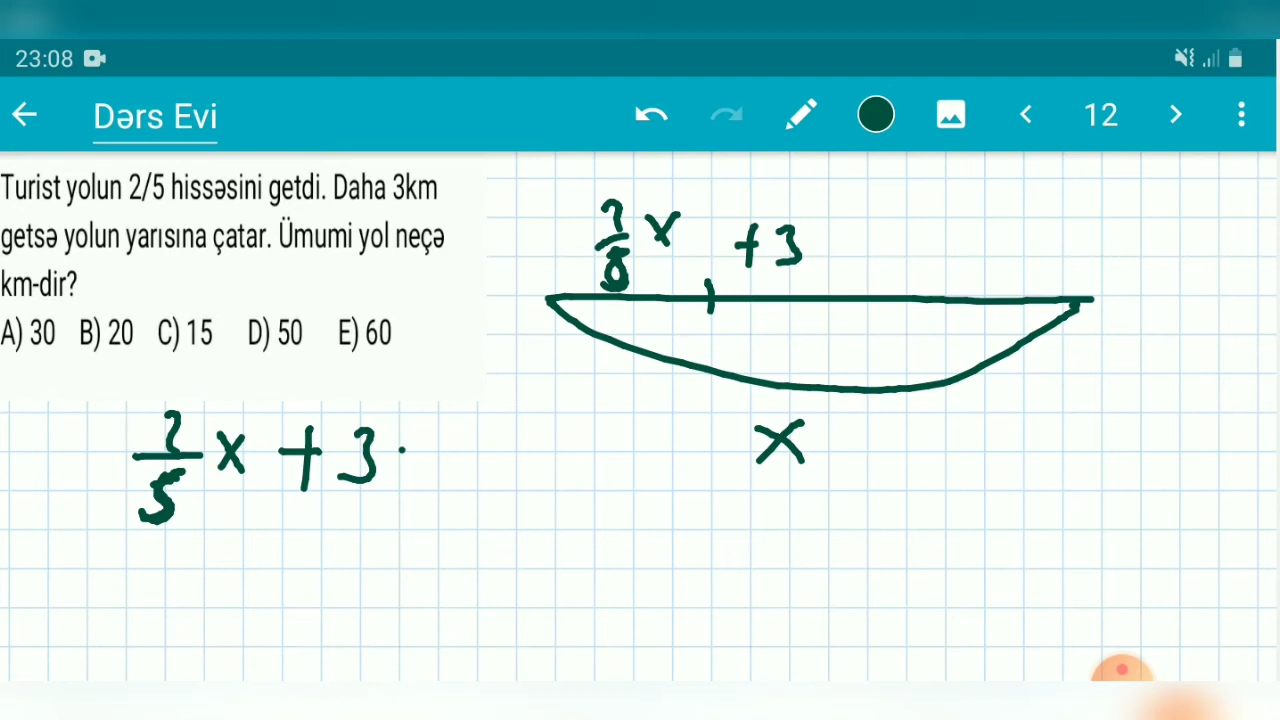 23:08
Dərs Evi
12
Turist yolun 2/5 hissəsini getdi. Daha 3km
getsə yolun yarısına çatar. Ümumi yol neçə
km-dir?
A) 30 B) 20 C) 15 D) 50 E) 60
2/5 x + 3
2/5 x + 3
x